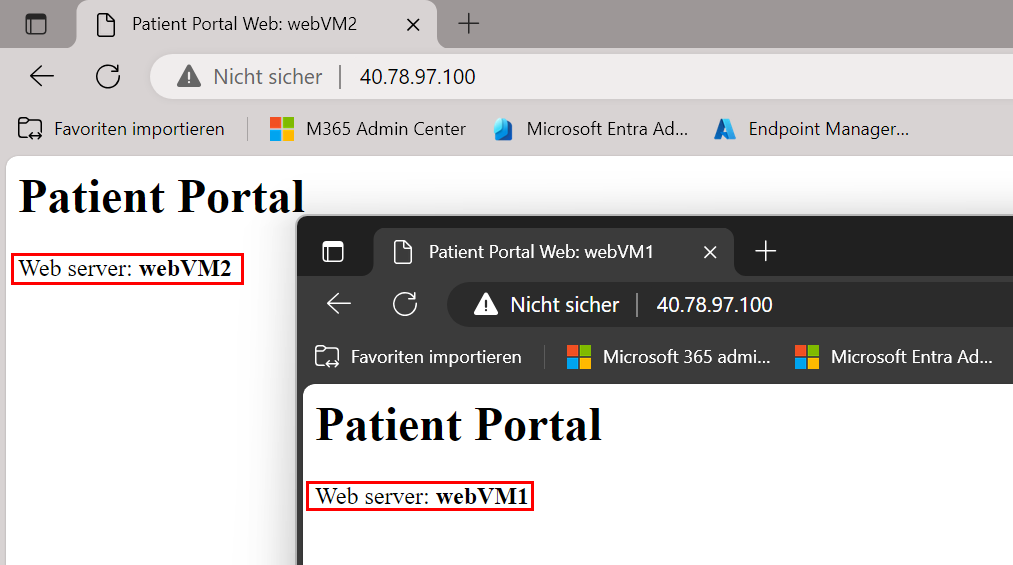 Patient Portal Web: webVM2
Nicht sicher 40.78.97.100
Favoriten importieren M365 Admin Center Microsoft Entra Ad... Endpoint Manager...
Patient Portal
Web server: webVM2
Patient Portal Web: webVM1
Nicht sicher 40.78.97.100
Favoriten importieren Microsoft 365 admi... Microsoft Entra Ad...
Patient Portal
Web server: webVM1